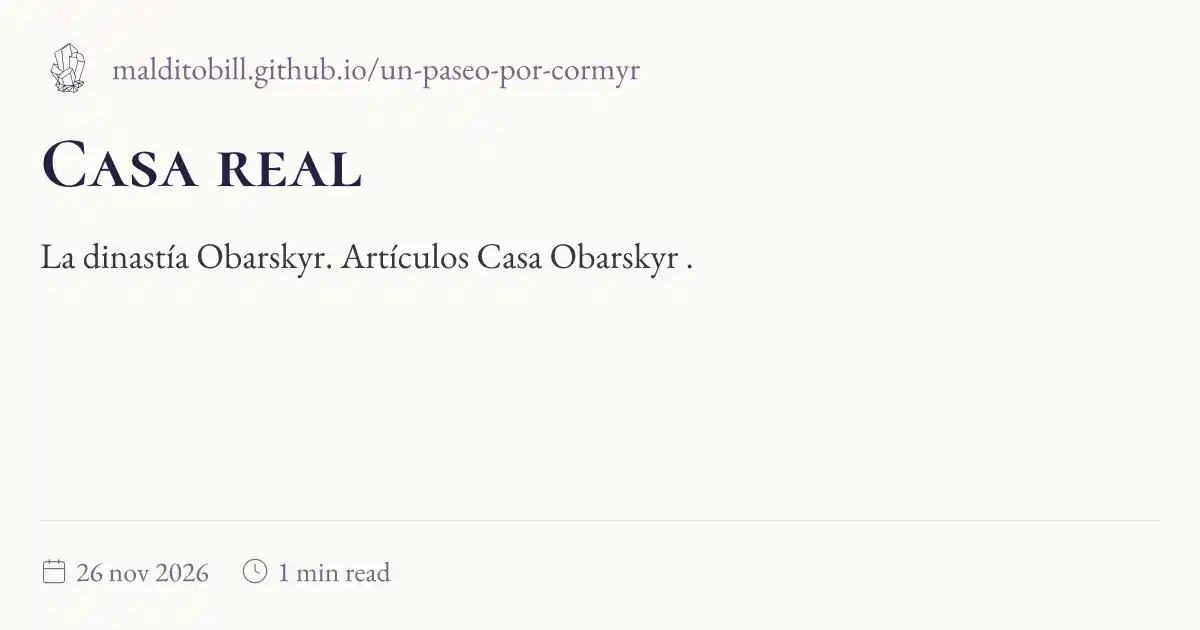 malditobill.github.io/un-paseo-por-cormyr
Casa real
La dinastía Obarskyr. Artículos Casa Obarskyr .
26 nov 2026
1 min read